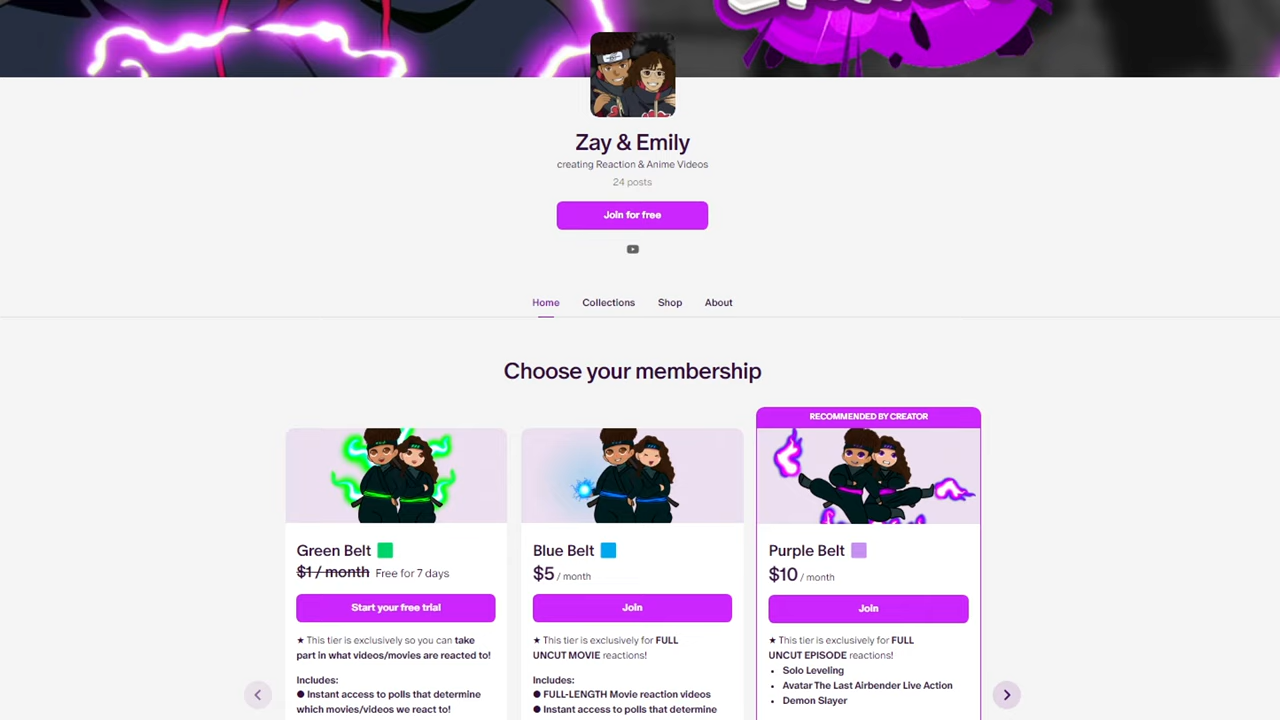 Zay & Emily
creating Reaction & Anime Videos
24 posts
Join for free
Home Collections Shop About
Choose your membership
Green Belt
$1 / month Free for 7 days
Start your free trial
★ This tier is exclusively so you can take
part in what videos/movies are reacted to!
Includes:
● Instant access to polls that determine
which movies/videos we react to!
Blue Belt
$5 / month
Join
★ This tier is exclusively for FULL
UNCUT MOVIE reactions!
Includes:
● FULL-LENGTH Movie reaction videos
● Instant access to polls that determine
RECOMMENDED BY CREATOR
Purple Belt
$10 / month
Join
★ This tier is exclusively for FULL
UNCUT EPISODE reactions!
• Solo Leveling
• Avatar The Last Airbender Live Action
• Demon Slayer